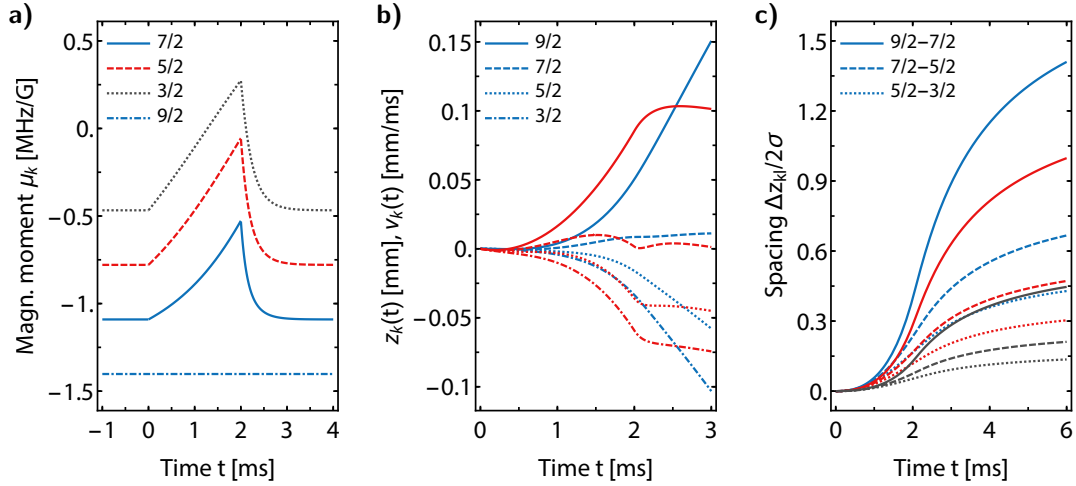 a)
Magn. moment μk [MHz/G]
0.5
0.
−0.5
−1.
−1.5
7/2
5/2
3/2
9/2
−1 0 1 2 3 4
Time t [ms]
b)
zk(t) [mm], vk(t) [mm/ms]
0.15
0.1
0.05
0
−0.05
−0.1
9/2
7/2
5/2
3/2
0 1 2 3
Time t [ms]
c)
Spacing Δzkl/2σ
1.5
1.2
0.9
0.6
0.3
0.
9/2−7/2
7/2−5/2
5/2−3/2
0 2 4 6
Time t [ms]